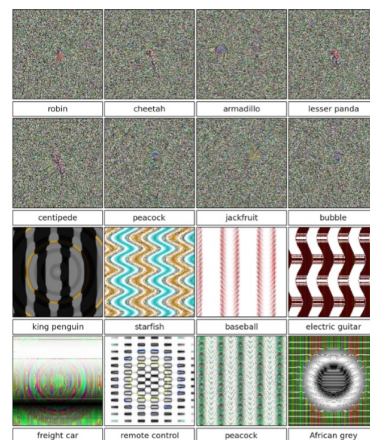 robin cheetah armadillo lesser panda
centipede peacock jackfruit bubble
king penguin starfish baseball electric guitar
freight car remote control peacock African grey